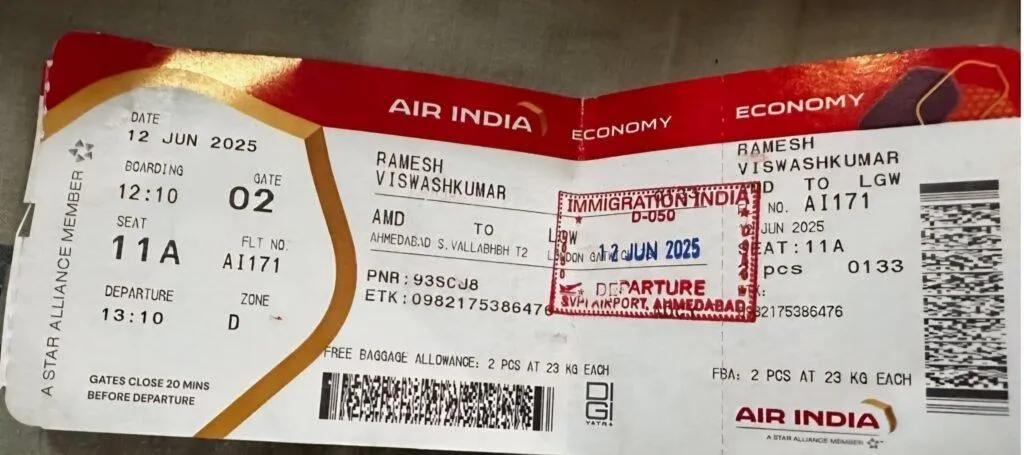 DATE
12 JUN 2025
BOARDING
12:10
GATE
02
SEAT
11A
FLT NO.
AI171
DEPARTURE
13:10
ZONE
D
GATES CLOSE 20 MINS
BEFORE DEPARTURE
A STAR ALLIANCE MEMBER
AIR INDIA
ECONOMY
RAMESH
VISWASHKUMAR
AMD TO LGW
AHMEDABAD S.VALLABHBH T2
PNR:93SCJ8
ETK:0982175386476
FREE BAGGAGE ALLOWANCE: 2 PCS AT 23 KG EACH
DIGI
YATRA
IMMIGRATION INDIA
D-050
12 JUN 2025
DEPARTURE
SVPI AIRPORT, AHMEDABAD
ECONOMY
RAMESH
VISWASHKUMAR
D TO LGW
NO. AI171
JUN 2025
SEAT:11A
pcs 0133
82175386476
FBA: 2 PCS AT 23 KG EACH
AIR INDIA
A STAR ALLIANCE MEMBER